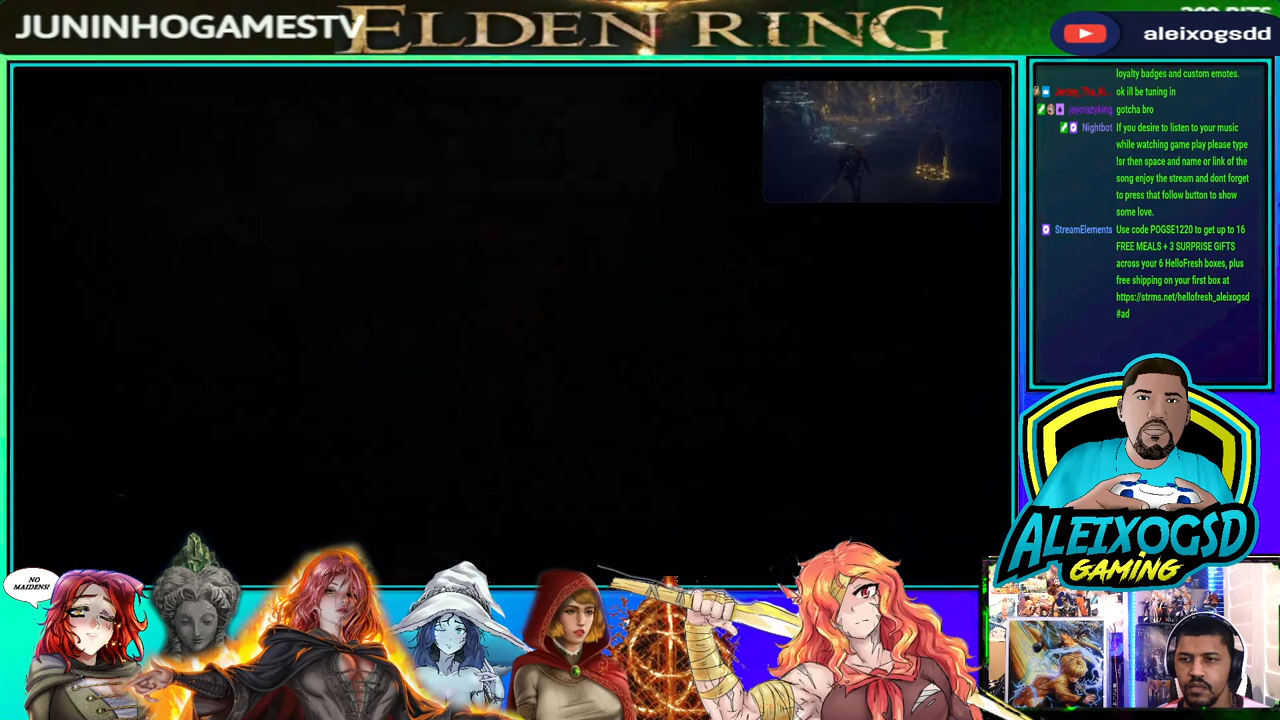 JUNINHOGAMESTV
ELDEN RING
aleixogsdd
loyalty badges and custom emotes.
ok ill be tuning in
jaycrazyking gotcha bro
Nightbot If you desire to listen to your music
while watching game play please type
!sr then space and name or link of the
song enjoy the stream and dont forget
to press that follow button to show
some love.
StreamElements Use code POGSE1220 to get up to 16
FREE MEALS + 3 SURPRISE GIFTS
across your 6 HelloFresh boxes, plus
free shipping on your first box at
https://strms.net/hellofresh_aleixogsd
#ad
ALEIXOGSD
GAMING
NO
MAIDENS?